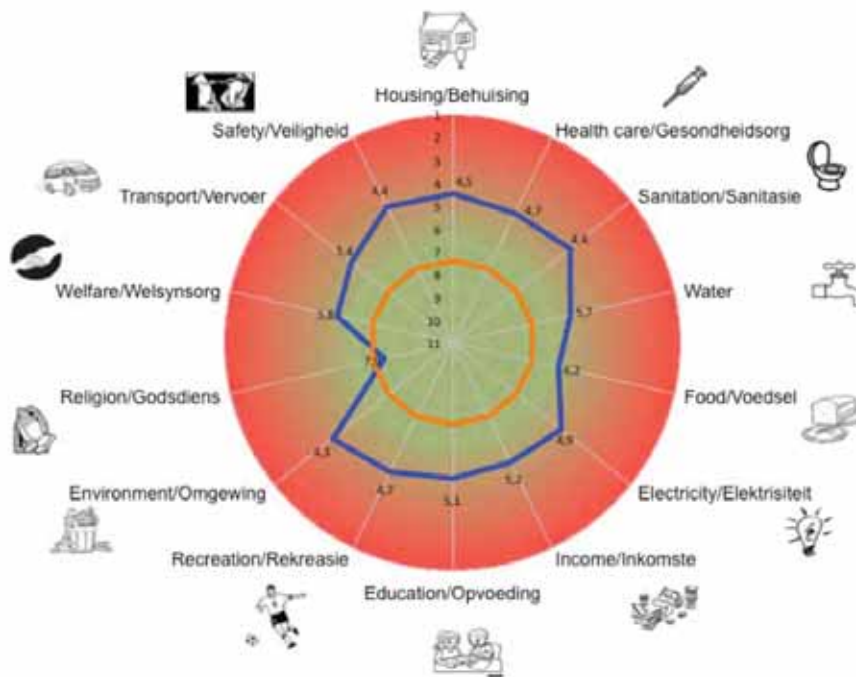 Housing/Behuising
Safety/Veiligheid
Health care/Gesondheidsorg
Transport/Vervoer
Sanitation/Sanitasie
Welfare/Welsynsorg
Water
Religion/Godsdiens
Food/Voedsel
Environment/Omgewing
Electricity/Elektrisiteit
Recreation/Rekreasie
Income/Inkomste
Education/Opvoeding
1
2
3
4
5
6
7
8
9
10
11
4,5
4,7
4,4
5,7
6,2
4,9
5,2
5,1
4,7
4,3
5,8
5,4
4,4